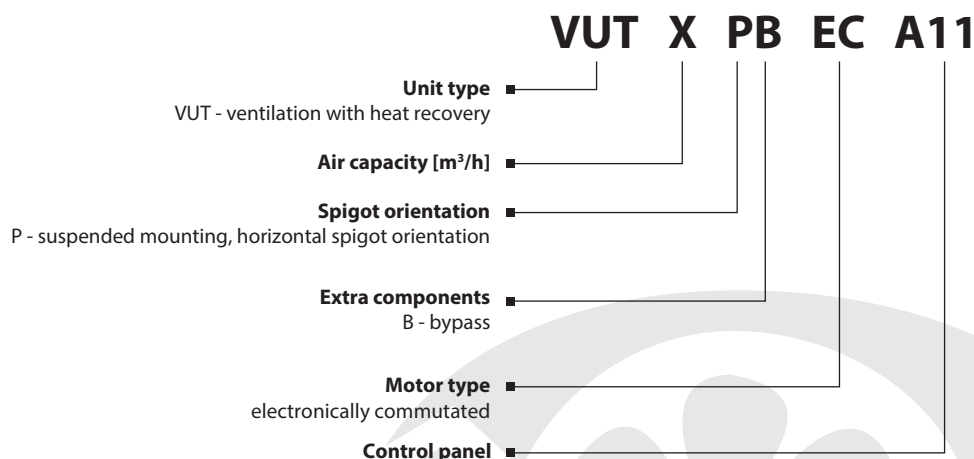 VUT X PB EC A11
Unit type
VUT - ventilation with heat recovery
Air capacity [m³/h]
Spigot orientation
P - suspended mounting, horizontal spigot orientation
Extra components
B - bypass
Motor type
electronically commutated
Control panel